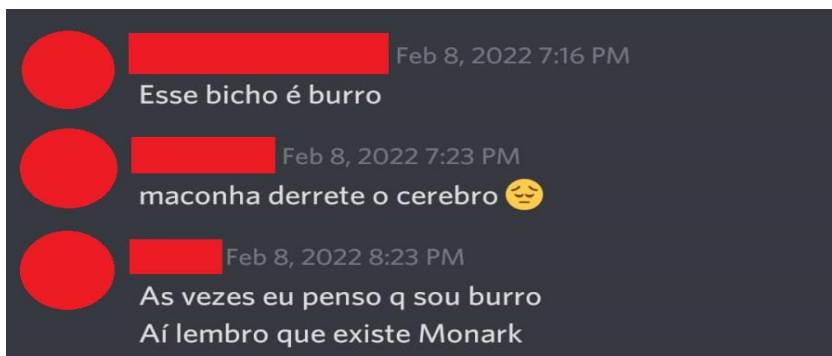 Feb 8, 2022 7:16 PM
Esse bicho é burro
Feb 8, 2022 7:23 PM
maconha derrete o cerebro 😔
Feb 8, 2022 8:23 PM
As vezes eu penso q sou burro
Aí lembro que existe Monark